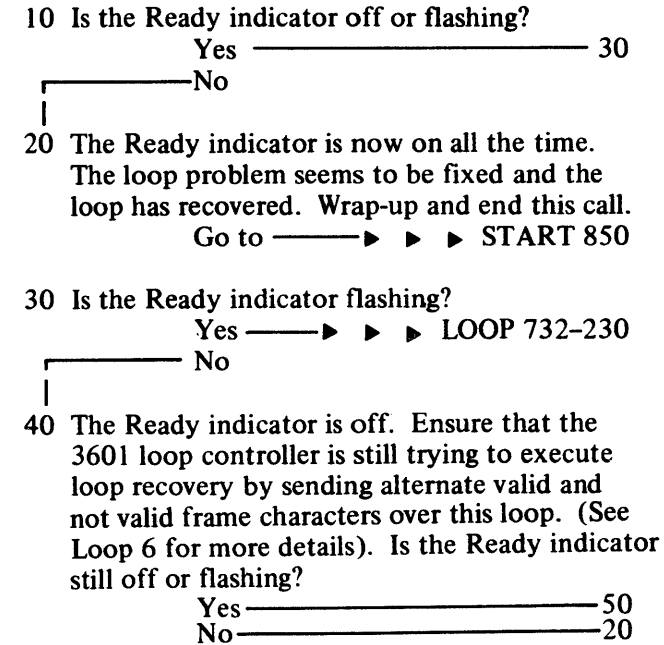 10 Is the Ready indicator off or flashing?
Yes 30
No
20 The Ready indicator is now on all the time.
The loop problem seems to be fixed and the
loop has recovered. Wrap-up and end this call.
Go to START 850
30 Is the Ready indicator flashing?
Yes LOOP 732-230
No
40 The Ready indicator is off. Ensure that the
3601 loop controller is still trying to execute
loop recovery by sending alternate valid and
not valid frame characters over this loop. (See
Loop 6 for more details). Is the Ready indicator
still off or flashing?
Yes 50
No 20